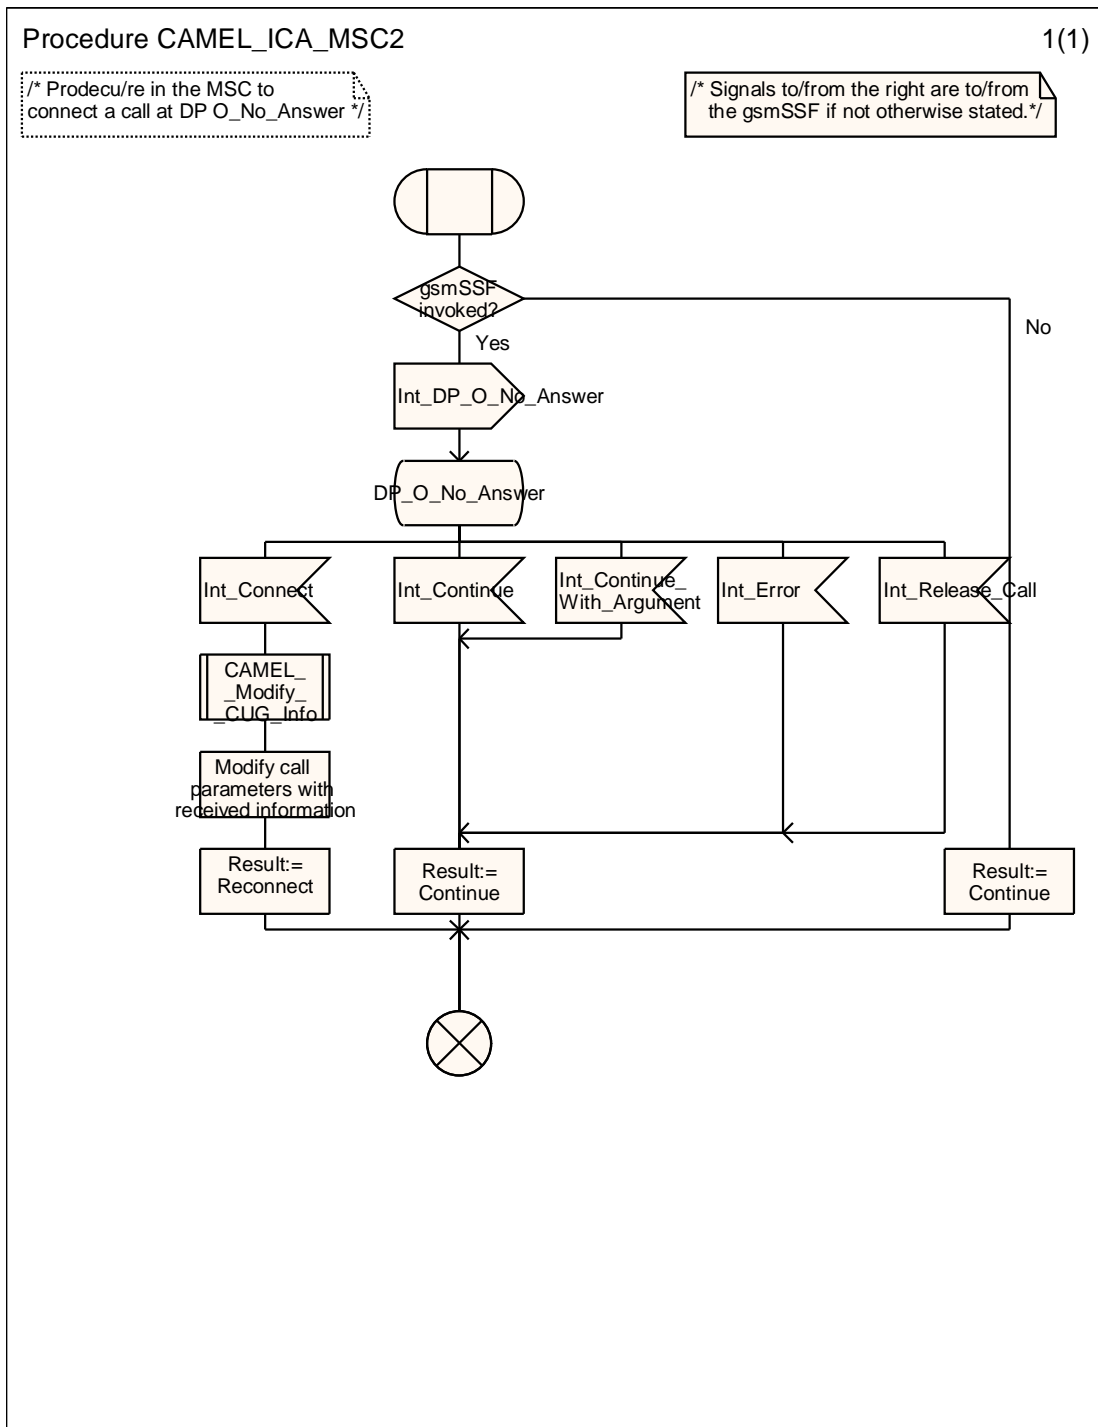 Procedure CAMEL_ICA_MSC2
1(1)
/* Prodecu/re in the MSC to
connect a call at DP O_No_Answer */
/* Signals to/from the right are to/from
the gsmSSF if not otherwise stated.*/
gsmSSF
invoked?
No
Yes
Int_DP_O_No_Answer
DP_O_No_Answer
Int_Connect
Int_Continue
Int_Continue_
With_Argument
Int_Error
Int_Release_Call
CAMEL_
_Modify_
_CUG_Info
Modify call
parameters with
received information
Result:=
Reconnect
Result:=
Continue
Result:=
Continue